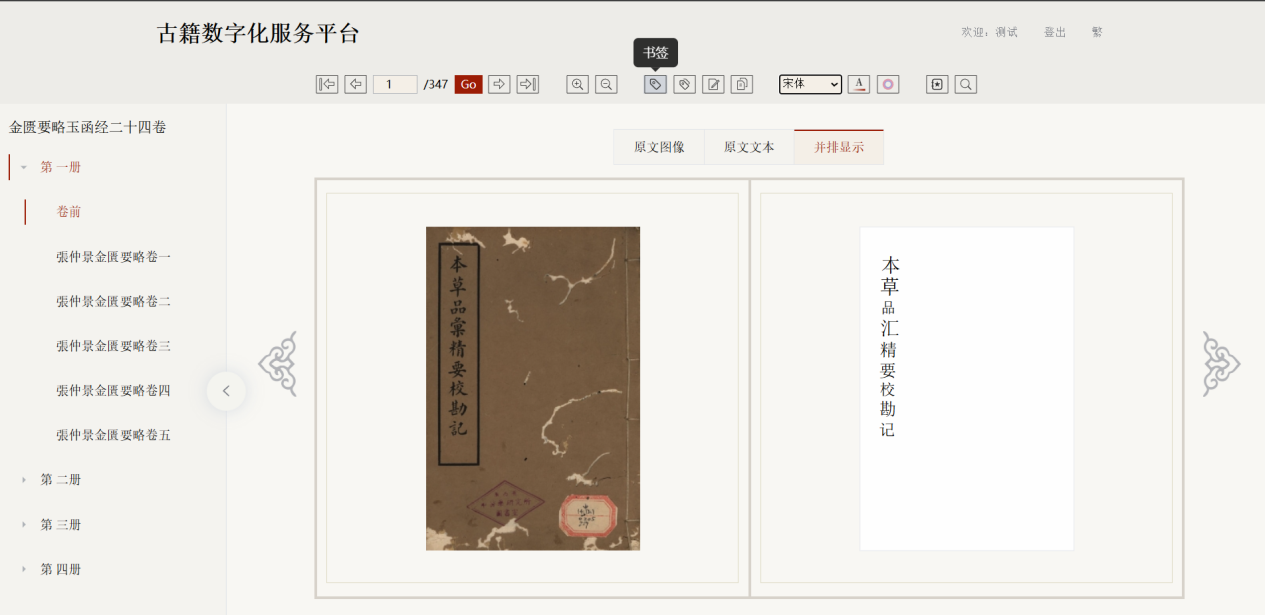 古籍数字化服务平台
欢迎：测试
登出
繁
书签
1
/347
Go
宋体
A
金匮要略玉函经二十四卷
第一册
卷前
張仲景金匱要略卷一
張仲景金匱要略卷二
張仲景金匱要略卷三
張仲景金匱要略卷四
張仲景金匱要略卷五
第二册
第三册
第四册
原文图像
原文文本
并排显示
本草品彙精要校勘記
本草品汇精要校勘记